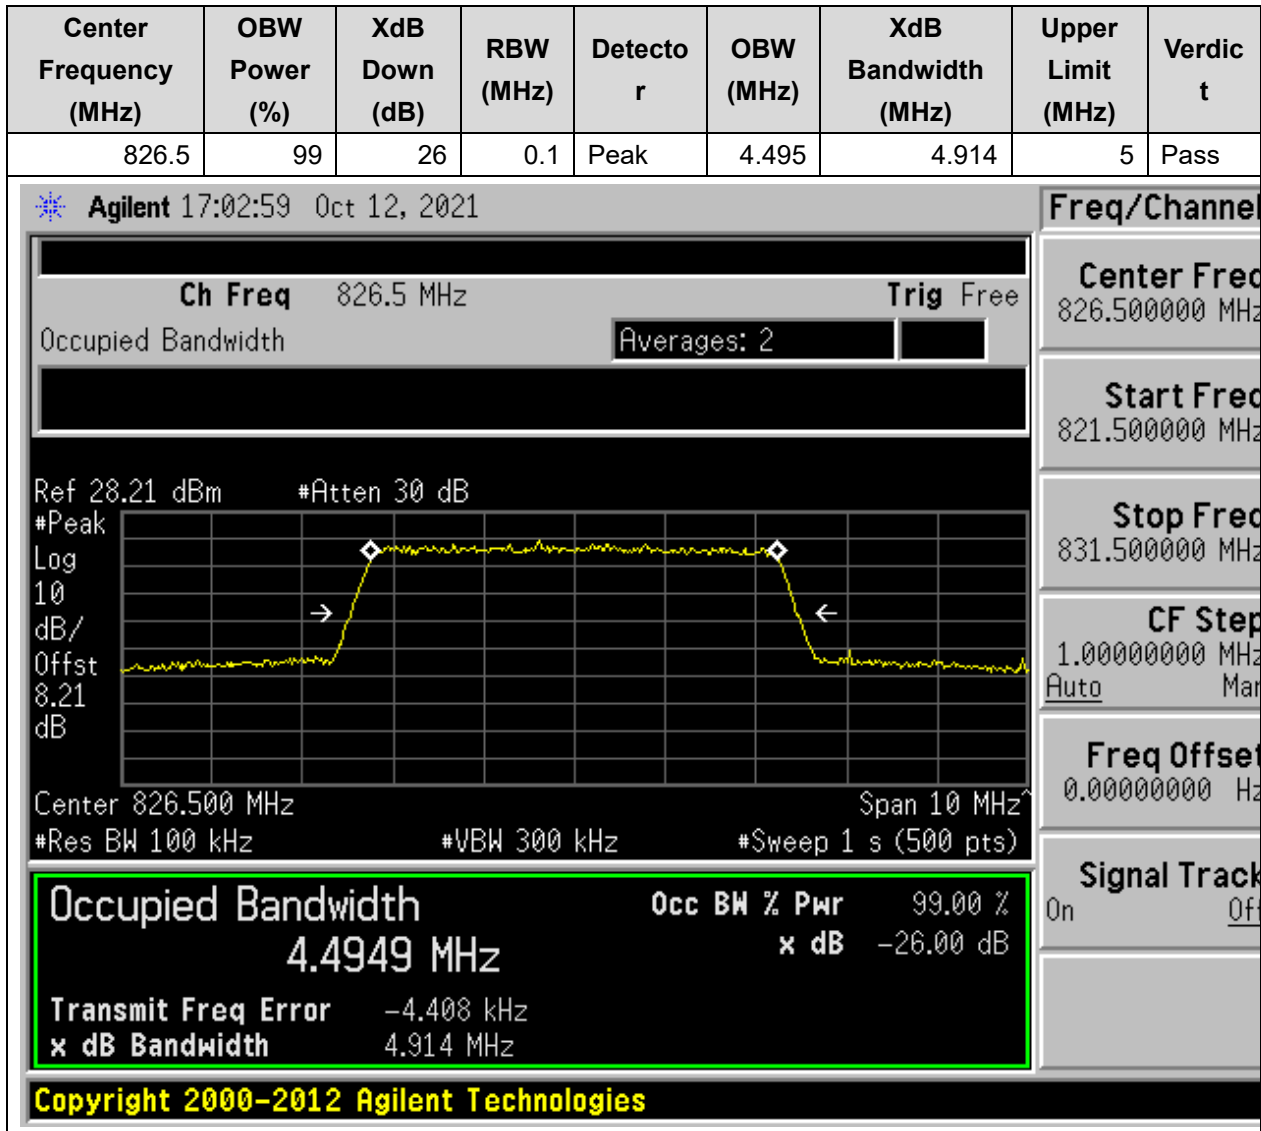 Center Frequency (MHz) OBW Power (%) XdB Down (dB) RBW (MHz) Detector OBW (MHz) XdB Bandwidth (MHz) Upper Limit (MHz) Verdict
826.5 99 26 0.1 Peak 4.495 4.914 5 Pass
Agilent 17:02:59 Oct 12, 2021
Freq/Channel
Ch Freq 826.5 MHz Trig Free
Occupied Bandwidth Averages: 2
Center Freq
826.500000 MHz
Start Freq
821.500000 MHz
Stop Freq
831.500000 MHz
CF Step
1.00000000 MHz
Auto Man
Freq Offset
0.00000000 Hz
Signal Track
On Off
Ref 28.21 dBm #Atten 30 dB
#Peak
Log
10
dB/
Offst
8.21
dB
Center 826.500 MHz Span 10 MHz^
#Res BW 100 kHz #VBW 300 kHz #Sweep 1 s (500 pts)
Occupied Bandwidth Occ BW % Pwr 99.00 %
4.4949 MHz x dB -26.00 dB
Transmit Freq Error -4.408 kHz
x dB Bandwidth 4.914 MHz
Copyright 2000-2012 Agilent Technologies